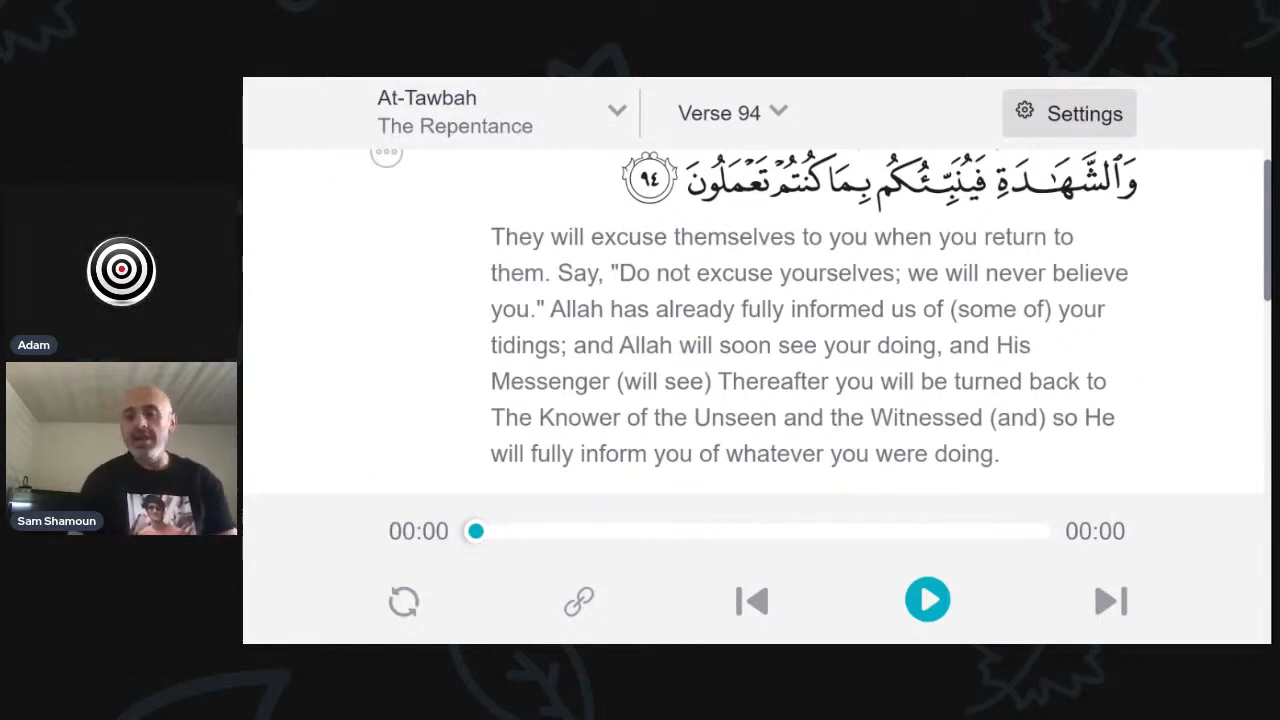 At-Tawbah
The Repentance
Verse 94
Settings
وَٱلشَّهَـٰدَةِ فَيُنَبِّئُكُم بِمَا كُنتُمْ تَعْمَلُونَ ٩٤
They will excuse themselves to you when you return to
them. Say, "Do not excuse yourselves; we will never believe
you." Allah has already fully informed us of (some of) your
tidings; and Allah will soon see your doing, and His
Messenger (will see) Thereafter you will be turned back to
The Knower of the Unseen and the Witnessed (and) so He
will fully inform you of whatever you were doing.
00:00
00:00
Adam
Sam Shamoun